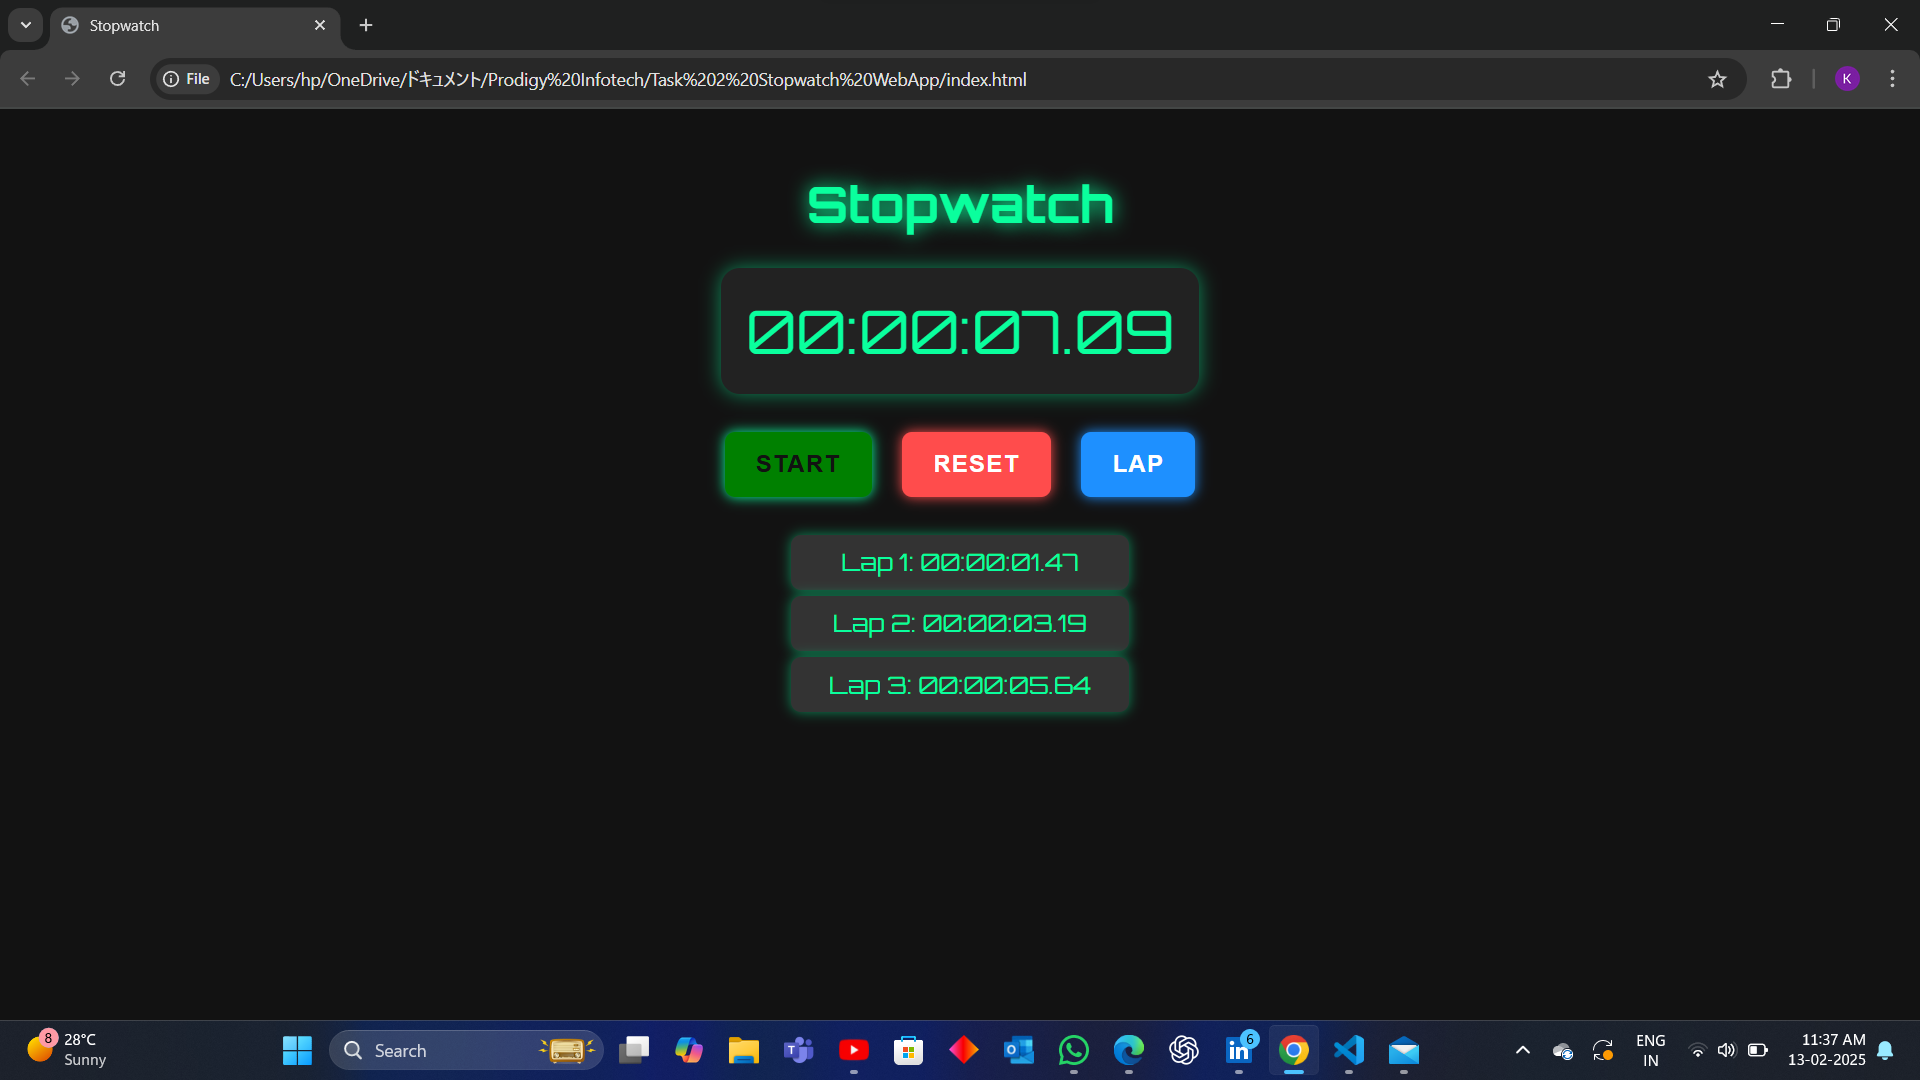 Stopwatch
File C:/Users/hp/OneDrive/ドキュメント/Prodigy%20Infotech/Task%202%20Stopwatch%20WebApp/index.html
K
Stopwatch
00:00:07.09
START RESET LAP
Lap 1: 00:00:01.47
Lap 2: 00:00:03.19
Lap 3: 00:00:05.64
8 28°C
Sunny
Search
T
O
in 6
ENG
IN
11:37 AM
13-02-2025